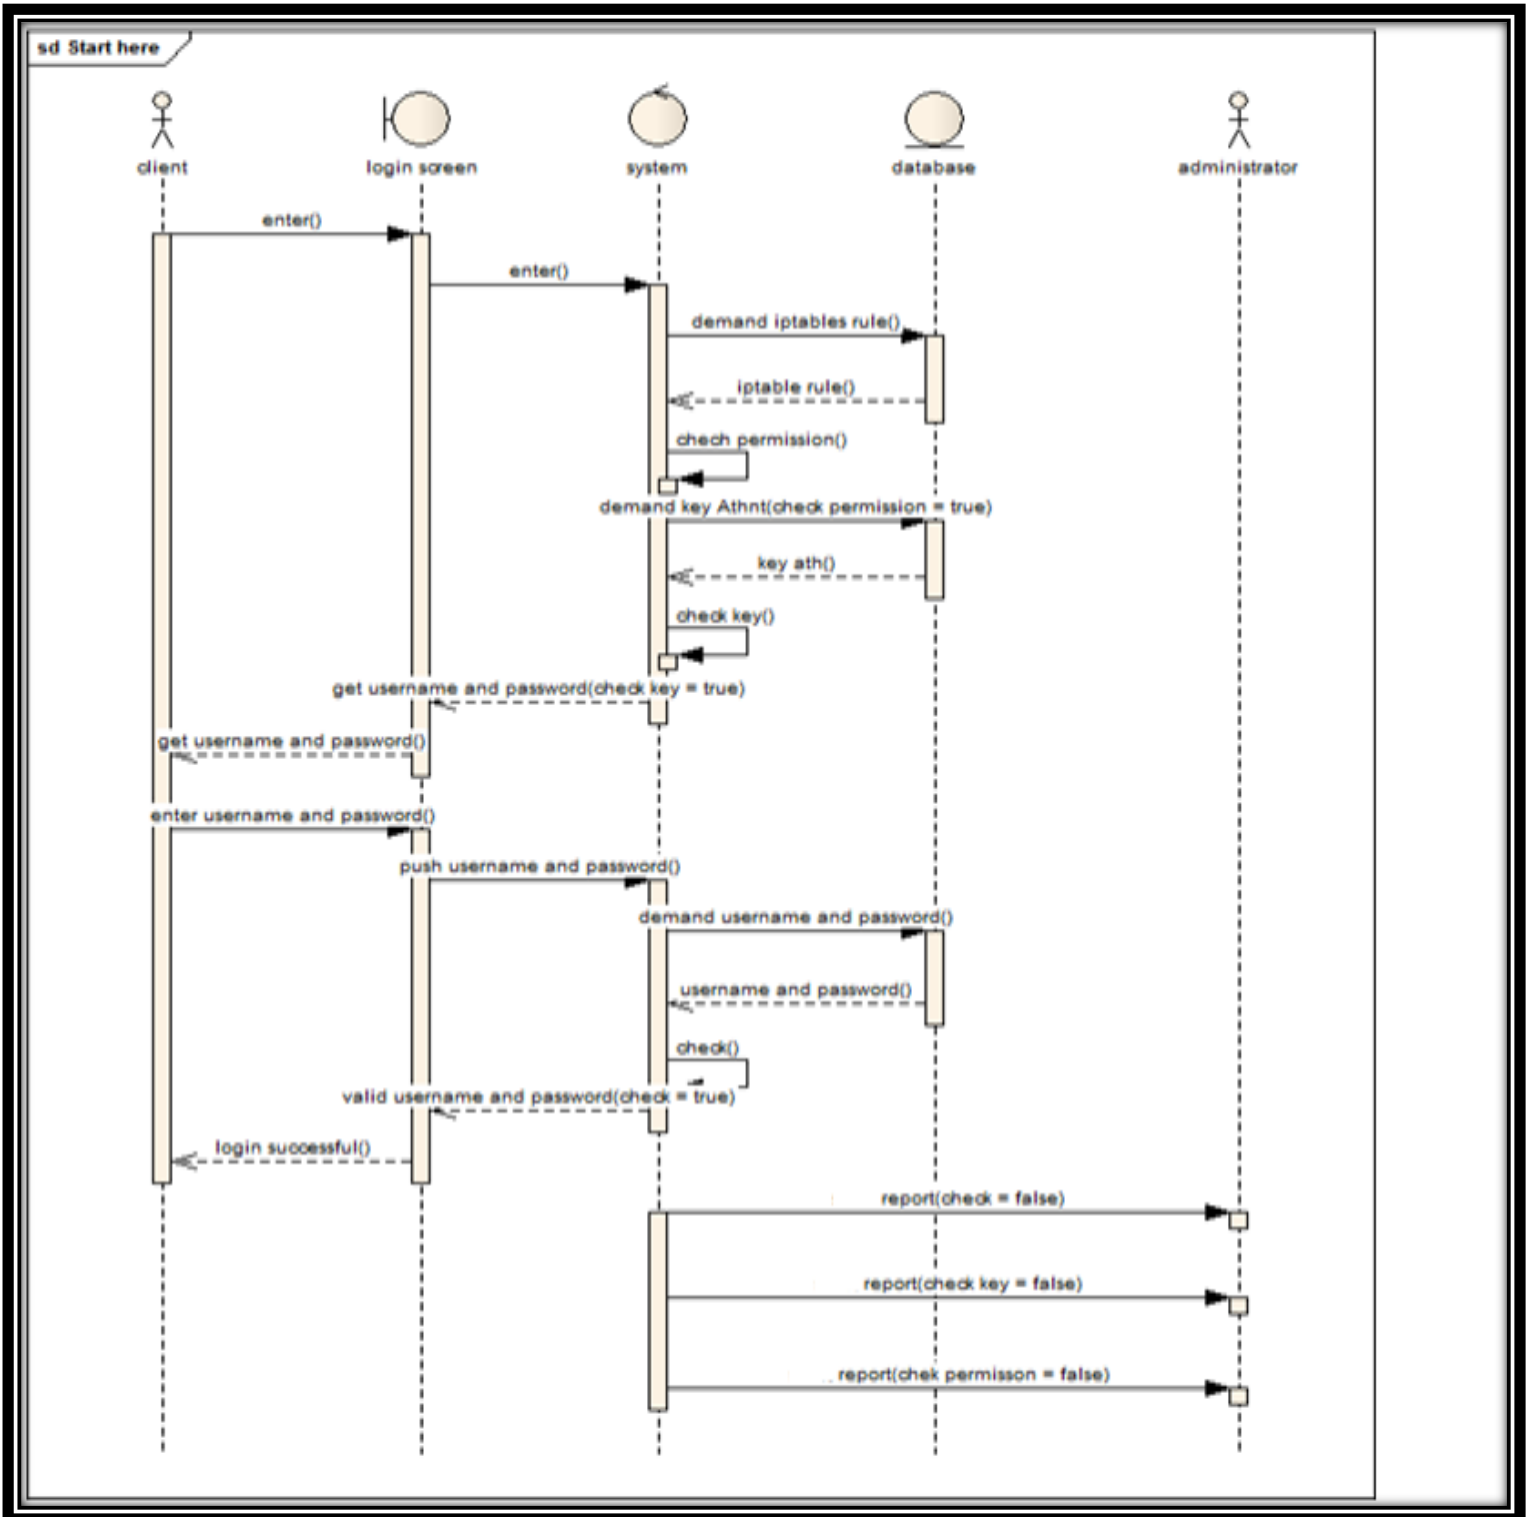 sd Start here
client
login screen
system
database
administrator
enter()
enter()
demand iptables rule()
iptable rule()
chech permission()
demand key Athnt(check permission = true)
key ath()
check key()
get username and password(check key = true)
get username and password()
enter username and password()
push username and password()
demand username and password()
username and password()
check()
valid username and password(check = true)
login successful()
report(check = false)
report(check key = false)
report(chek permisson = false)